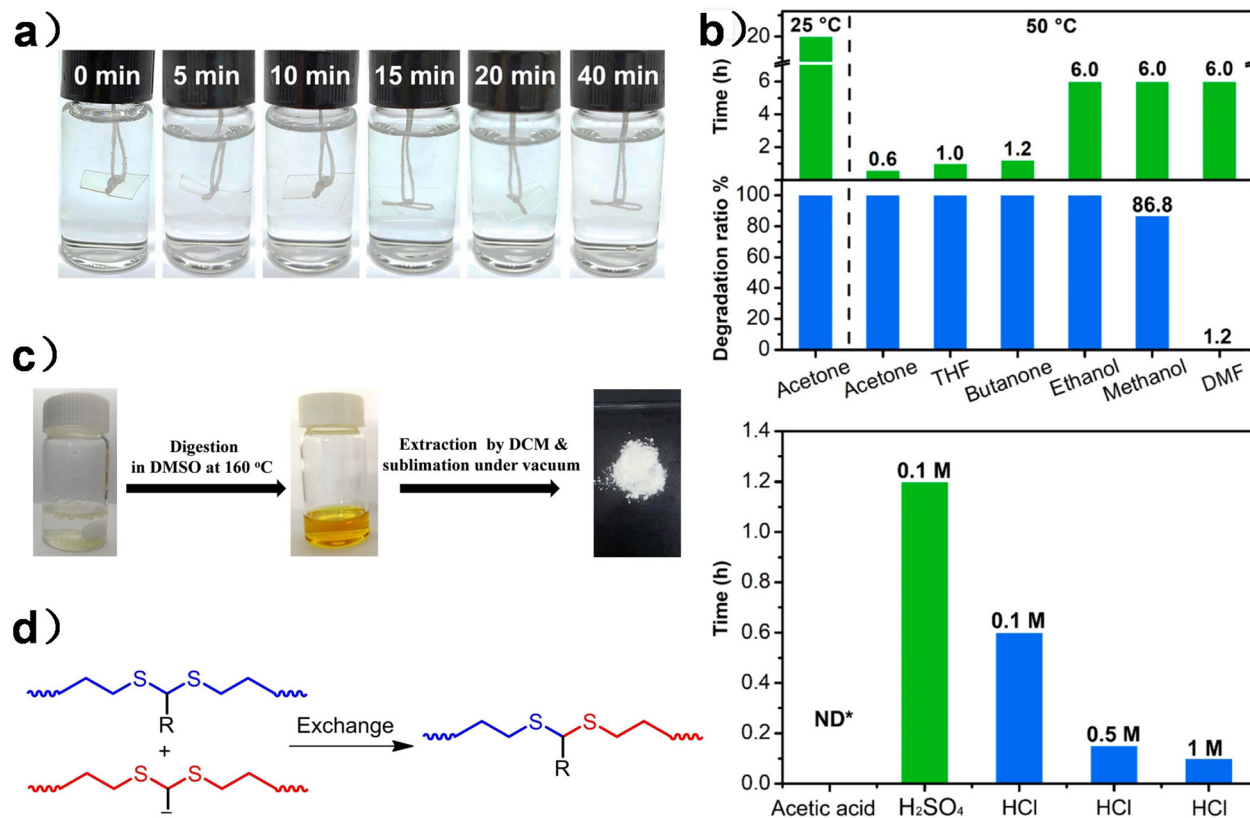 a)
0 min
5 min
10 min
15 min
20 min
40 min
b)
25 °C
50 °C
Time (h)
20
6
4
2
0.6
1.0
1.2
6.0
6.0
6.0
Degradation ratio %
100
80
60
40
20
0
86.8
1.2
Acetone
Acetone
THF
Butanone
Ethanol
Methanol
DMF
c)
Digestion
in DMSO at 160 °C
Extraction by DCM &
sublimation under vacuum
d)
S
S
R
+
S
S
Exchange
S
S
R
Time (h)
1.4
1.2
1.0
0.8
0.6
0.4
0.2
0.0
ND*
0.1 M
0.1 M
0.5 M
1 M
Acetic acid
H₂SO₄
HCl
HCl
HCl